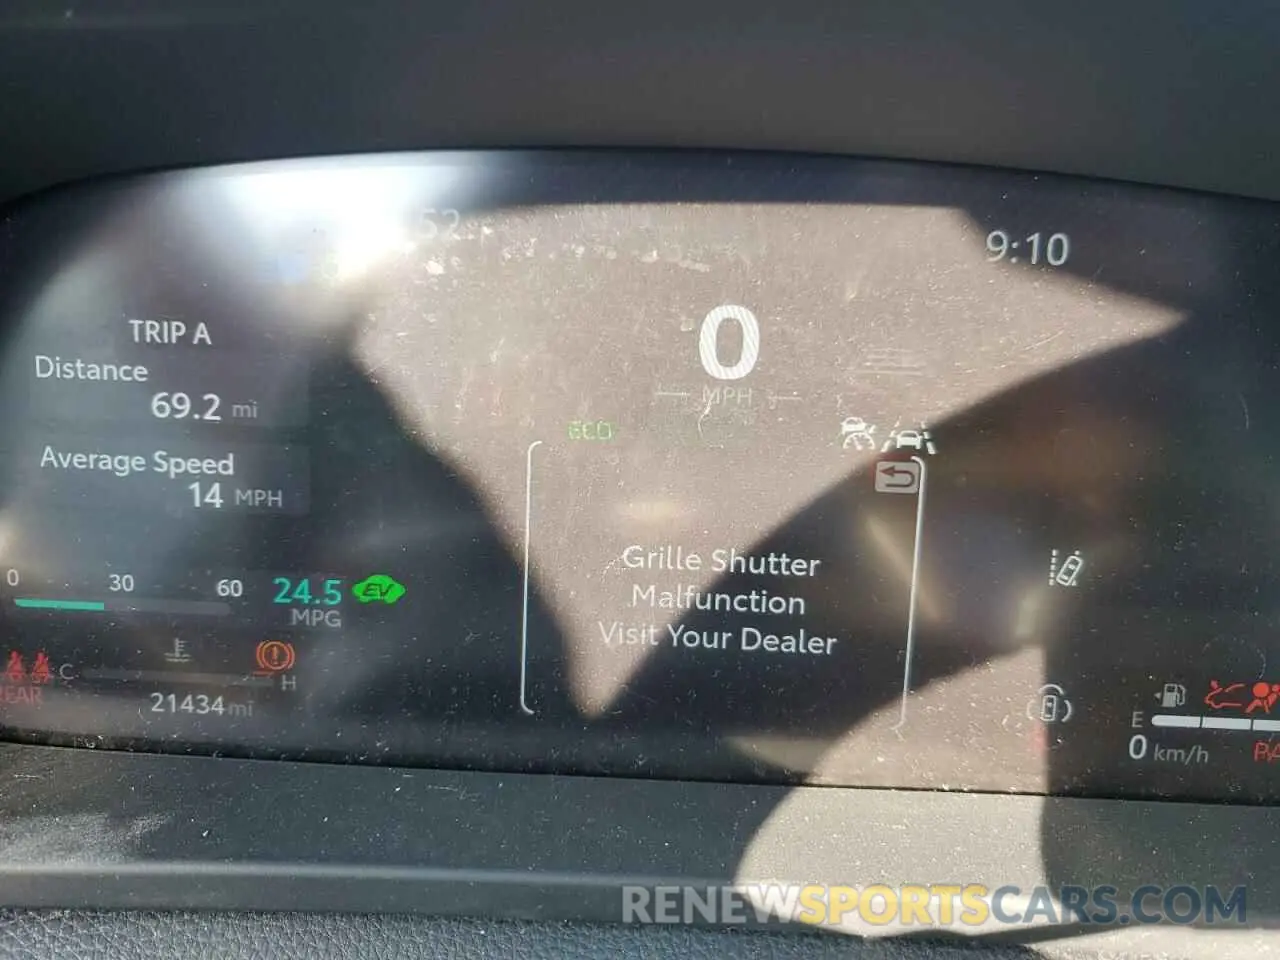 9:10
TRIP A
Distance
69.2 mi
0
MPH
ECO
Average Speed
14 MPH
Grille Shutter
Malfunction
Visit Your Dealer
0 30 60
24.5 EV
MPG
C H
REAR
21434 mi
E
0 km/h
RENEWSPORTSCARS.COM